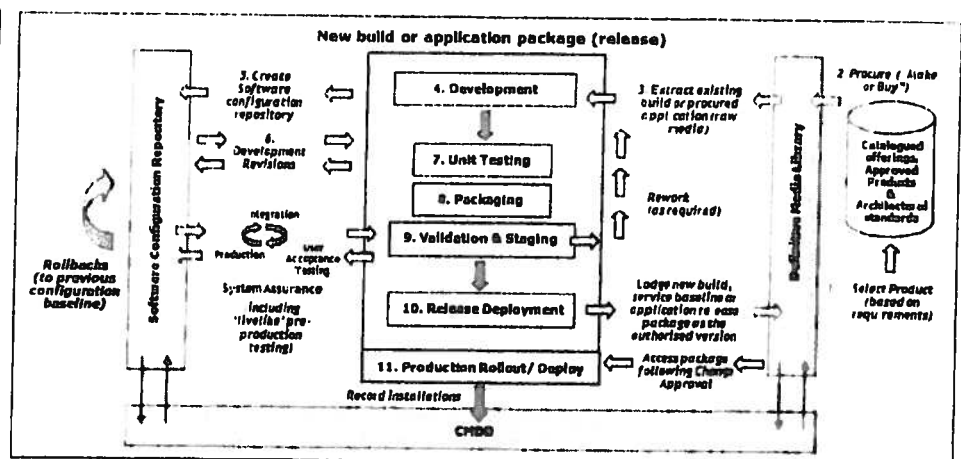 New build or application package (release)
Software Configuration Repository
Rollbacks
(to previous
configuration
baseline)
3. Create
Software
configuration
repository
6.
Development
Revisions
Integration
Production
User
Acceptance
Testing
System Assurance
including
'livelike' pre-
production
testing)
4. Development
7. Unit Testing
8. Packaging
9. Validation & Staging
10. Release Deployment
11. Production Rollout/ Deploy
Record installations
3. Extract existing
build or procured
application (raw
media)
Rework
(as required)
Lodge new build,
service baseline or
application release
package as the
authorised version
Access package
following Change
Approval
Definitive Media Library
2 Procure ( Make
or Buy")
Catalogued
offerings,
Approved
Products
&
Architectural
standards
Select Product
(based on
requirements)